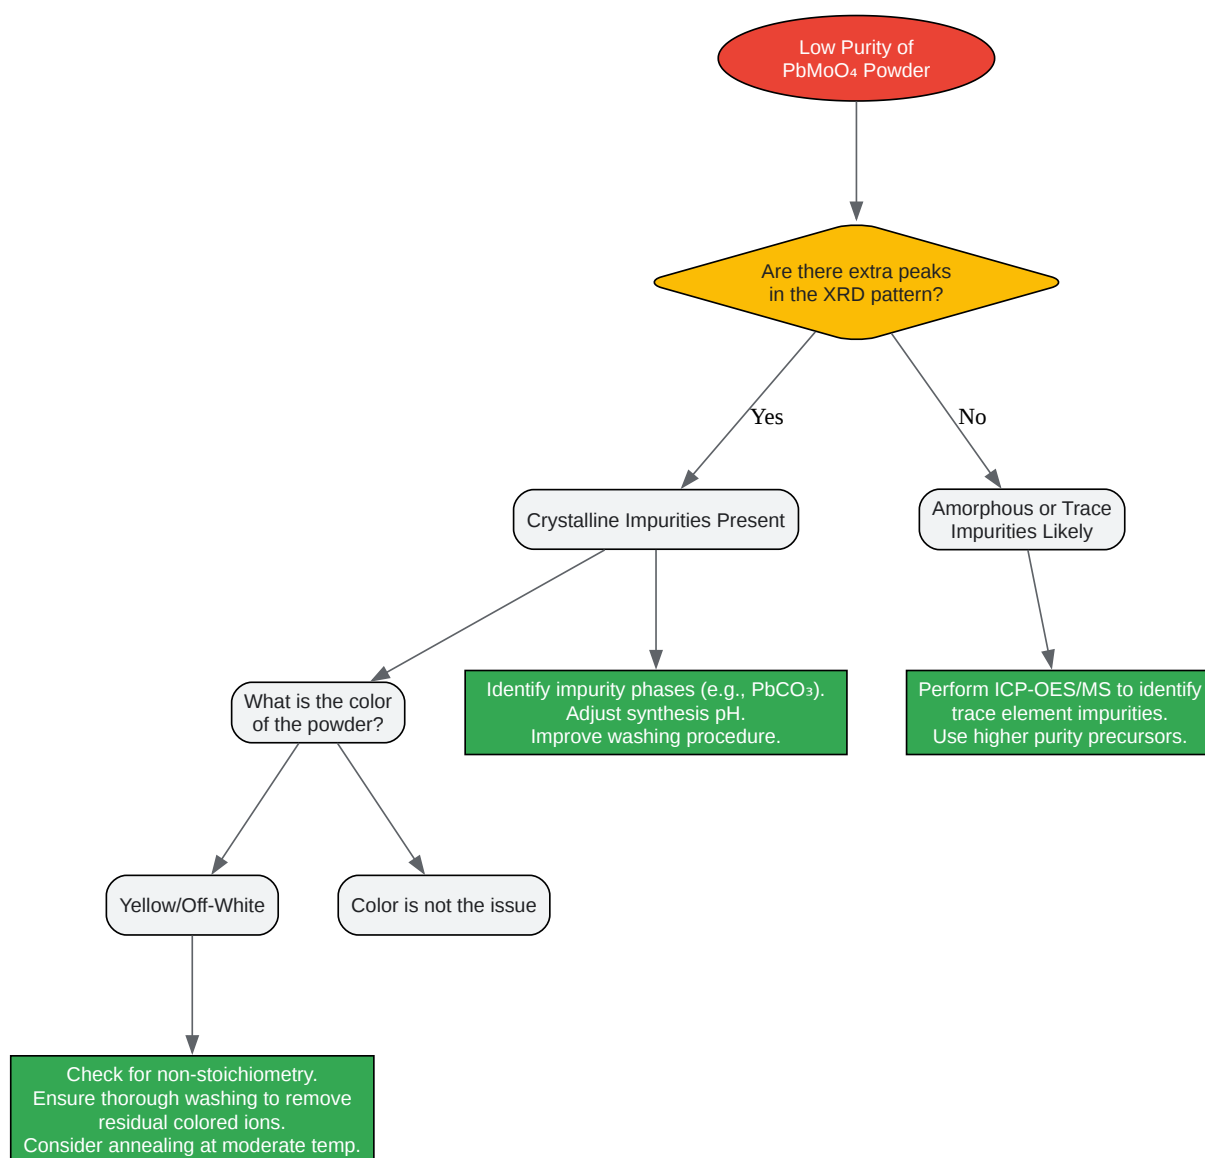 Low Purity of
PbMoO₄ Powder
Are there extra peaks
in the XRD pattern?
Yes
No
Crystalline Impurities Present
Amorphous or Trace
Impurities Likely
What is the color
of the powder?
Identify impurity phases (e.g., PbCO₃).
Adjust synthesis pH.
Improve washing procedure.
Perform ICP-OES/MS to identify
trace element impurities.
Use higher purity precursors.
Yellow/Off-White
Color is not the issue
Check for non-stoichiometry.
Ensure thorough washing to remove
residual colored ions.
Consider annealing at moderate temp.